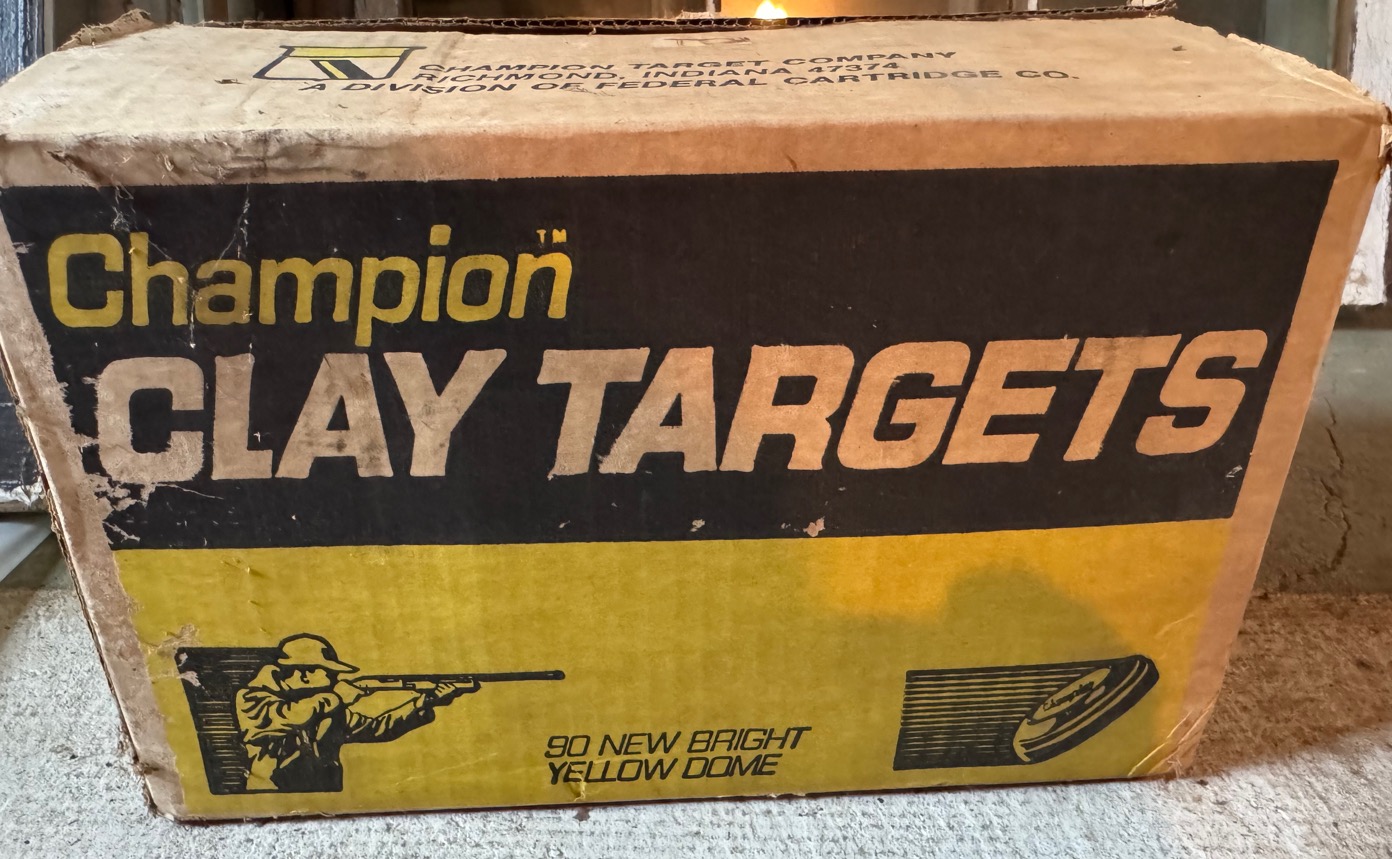 CHAMPION TARGET COMPANY
RICHMOND, INDIANA 47374
A DIVISION OF FEDERAL CARTRIDGE CO.
Champion™
CLAY TARGETS
90 NEW BRIGHT
YELLOW DOME
Champion